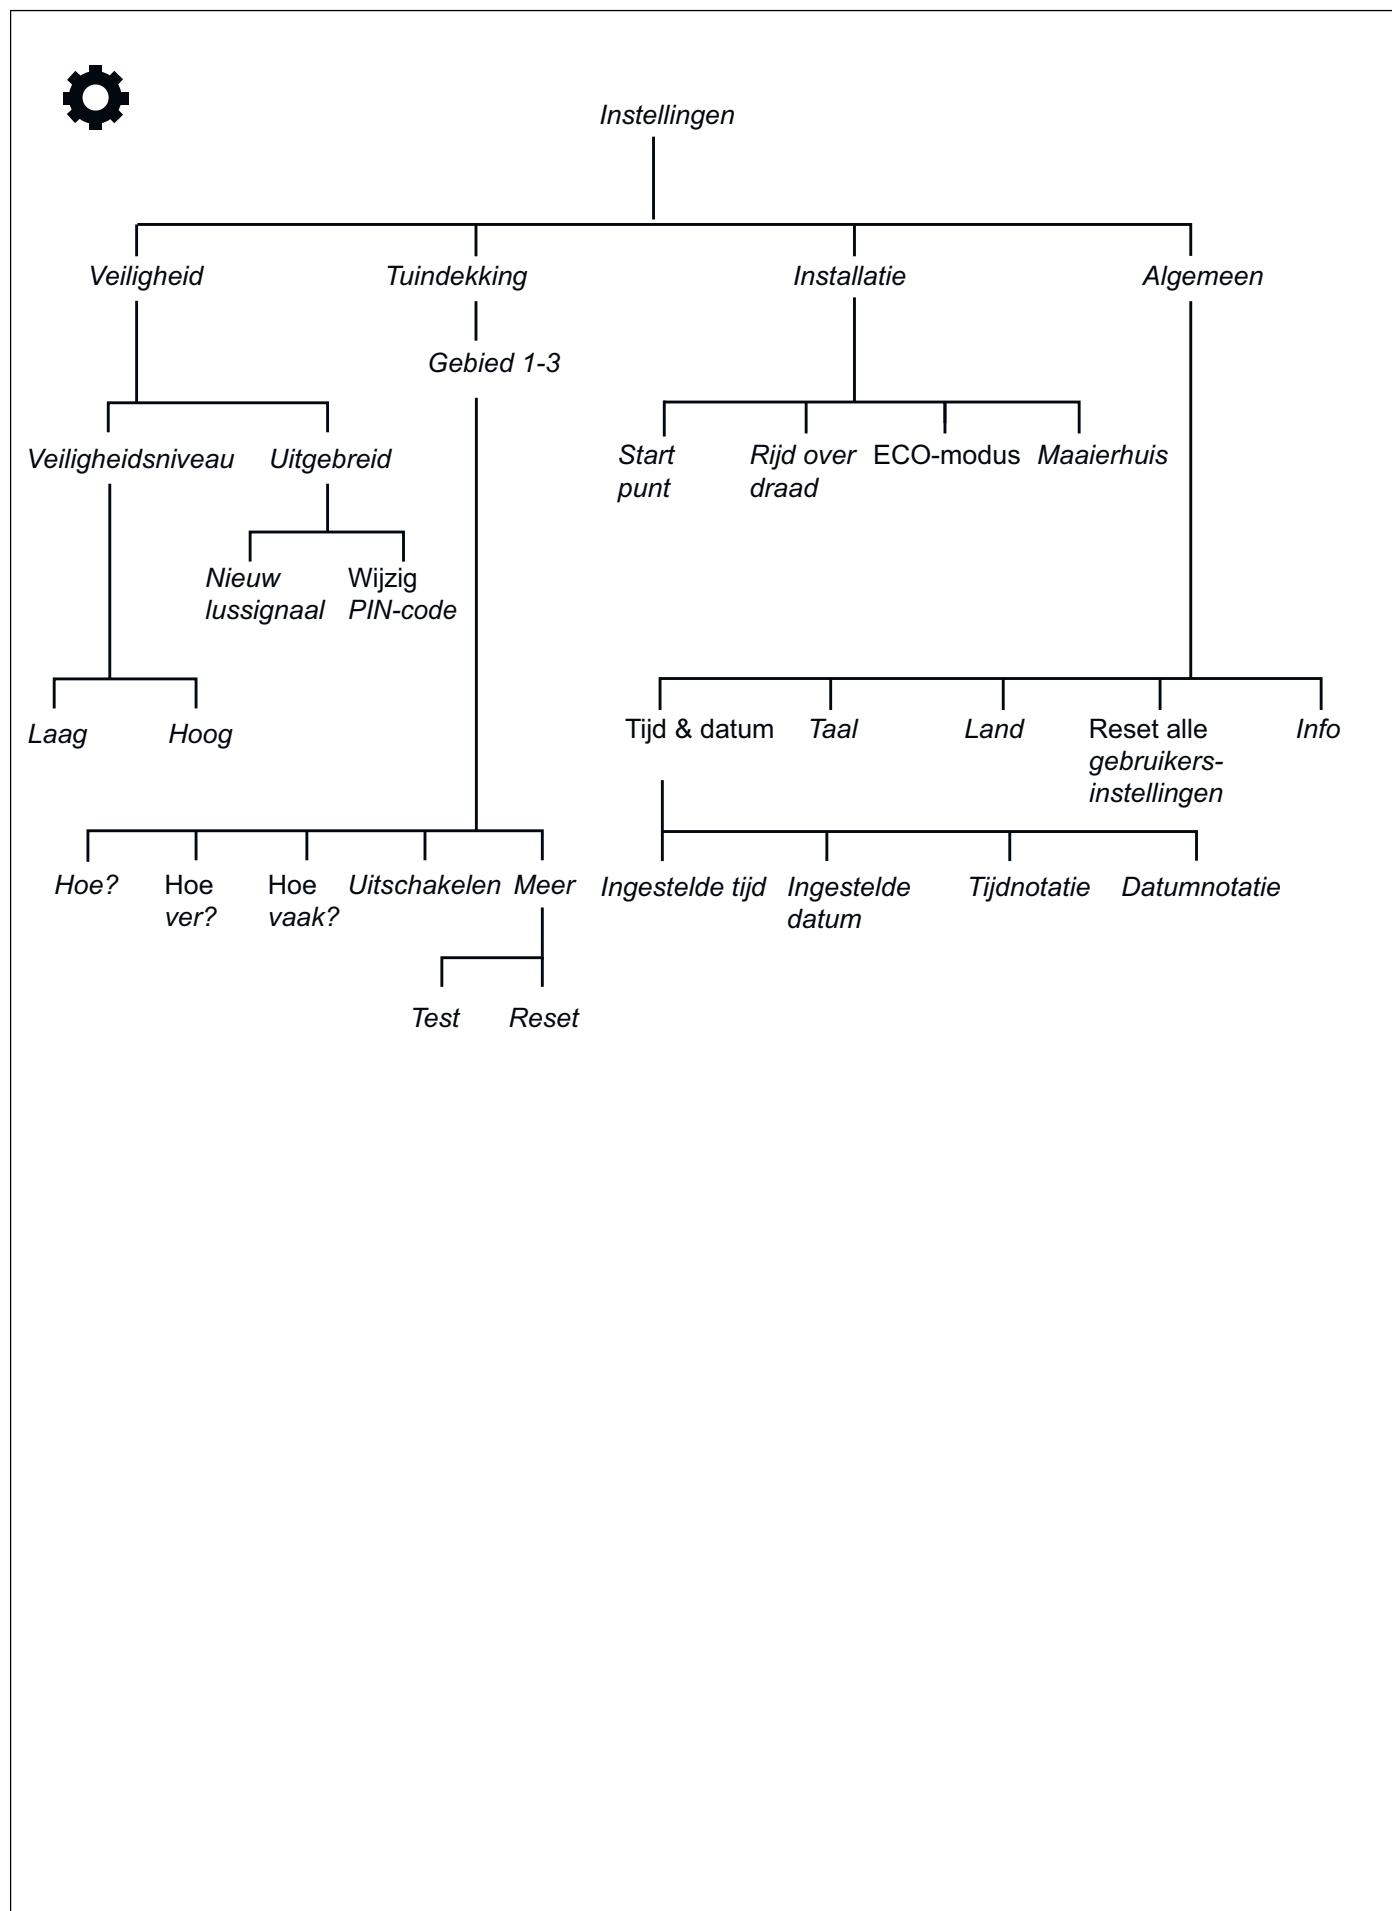 Instellingen
Veiligheid
Tuindekking
Installatie
Algemeen
Gebied 1-3
Veiligheidsniveau
Uitgebreid
Start
punt
Rijd over
draad
ECO-modus
Maaierhuis
Nieuw
lussignaal
Wijzig
PIN-code
Laag
Hoog
Tijd & datum
Taal
Land
Reset alle
gebruikers-
instellingen
Info
Hoe?
Hoe
ver?
Hoe
vaak?
Uitschakelen
Meer
Ingestelde tijd
Ingestelde
datum
Tijdnotatie
Datumnotatie
Test
Reset